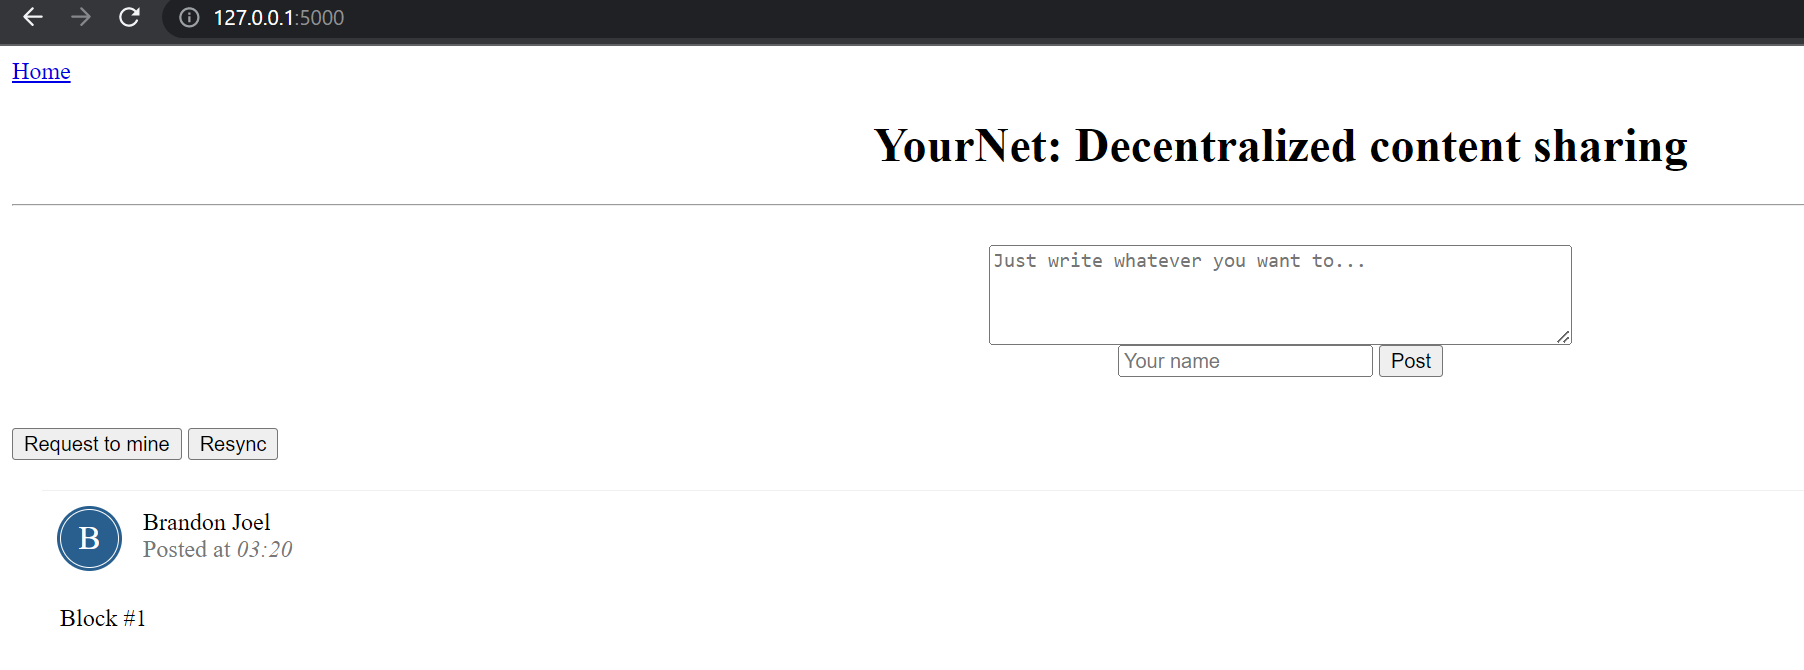 127.0.0.1:5000
Home
YourNet: Decentralized content sharing
Just write whatever you want to...
Your name Post
Request to mine Resync
B Brandon Joel
Posted at 03:20
Block #1